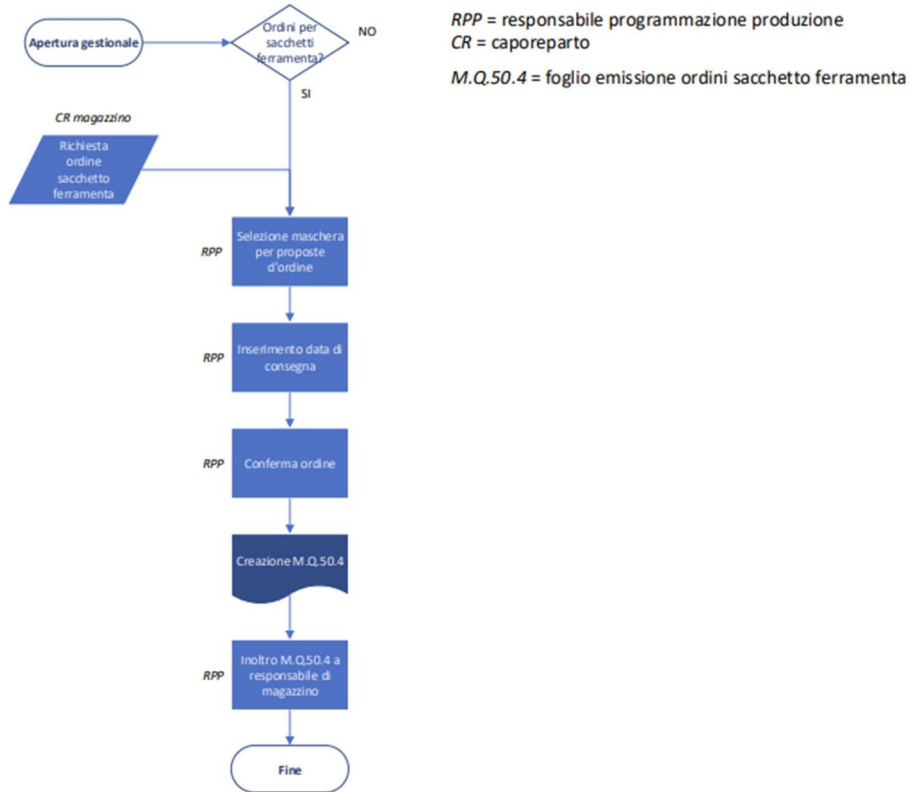 Apertura gestionale
Ordini per
sacchetti
ferramenta?
NO
SI
RPP = responsabile programmazione produzione
CR = caporeparto
M.Q.50.4 = foglio emissione ordini sacchetto ferramenta
CR magazzino
Richiesta
ordine
sacchetto
ferramenta
RPP
Selezione maschera
per proposte
d'ordine
RPP
Inserimento data di
consegna
RPP
Conferma ordine
Creazione M.Q.50.4
RPP
Inoltro M.Q.50.4 a
responsabile di
magazzino
Fine